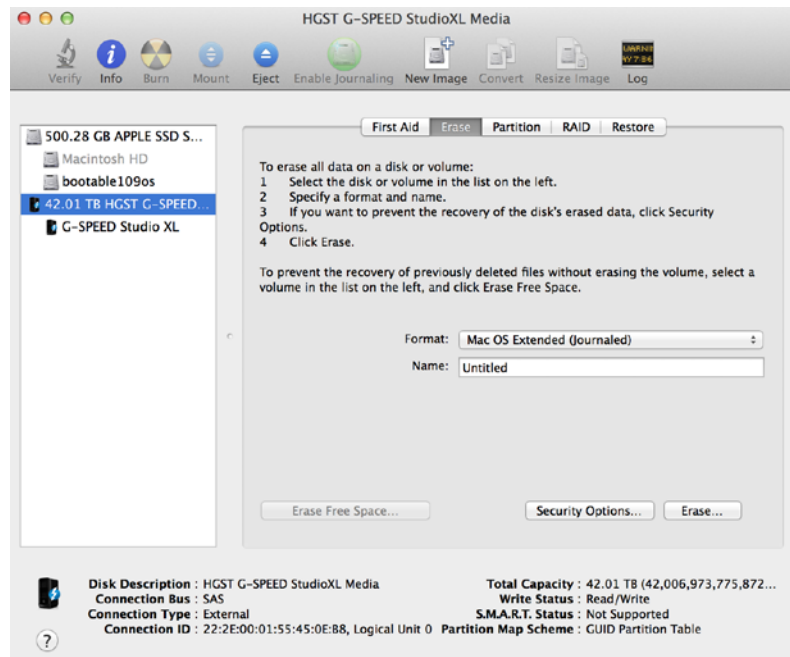 HGST G-SPEED StudioXL Media
Verify Info Burn Mount Eject Enable Journaling New Image Convert Resize Image Log
500.28 GB APPLE SSD S...
Macintosh HD
bootable109os
42.01 TB HGST G-SPEED...
G-SPEED Studio XL
First Aid Erase Partition RAID Restore
To erase all data on a disk or volume:
1 Select the disk or volume in the list on the left.
2 Specify a format and name.
3 If you want to prevent the recovery of the disk's erased data, click Security
Options.
4 Click Erase.
To prevent the recovery of previously deleted files without erasing the volume, select a
volume in the list on the left, and click Erase Free Space.
Format: Mac OS Extended (Journaled)
Name: Untitled
Erase Free Space... Security Options... Erase...
Disk Description : HGST G-SPEED StudioXL Media
Connection Bus : SAS
Connection Type : External
Connection ID : 22:2E:00:01:55:45:0E:B8, Logical Unit 0
Total Capacity : 42.01 TB (42,006,973,775,872...
Write Status : Read/Write
S.M.A.R.T. Status : Not Supported
Partition Map Scheme : GUID Partition Table
?